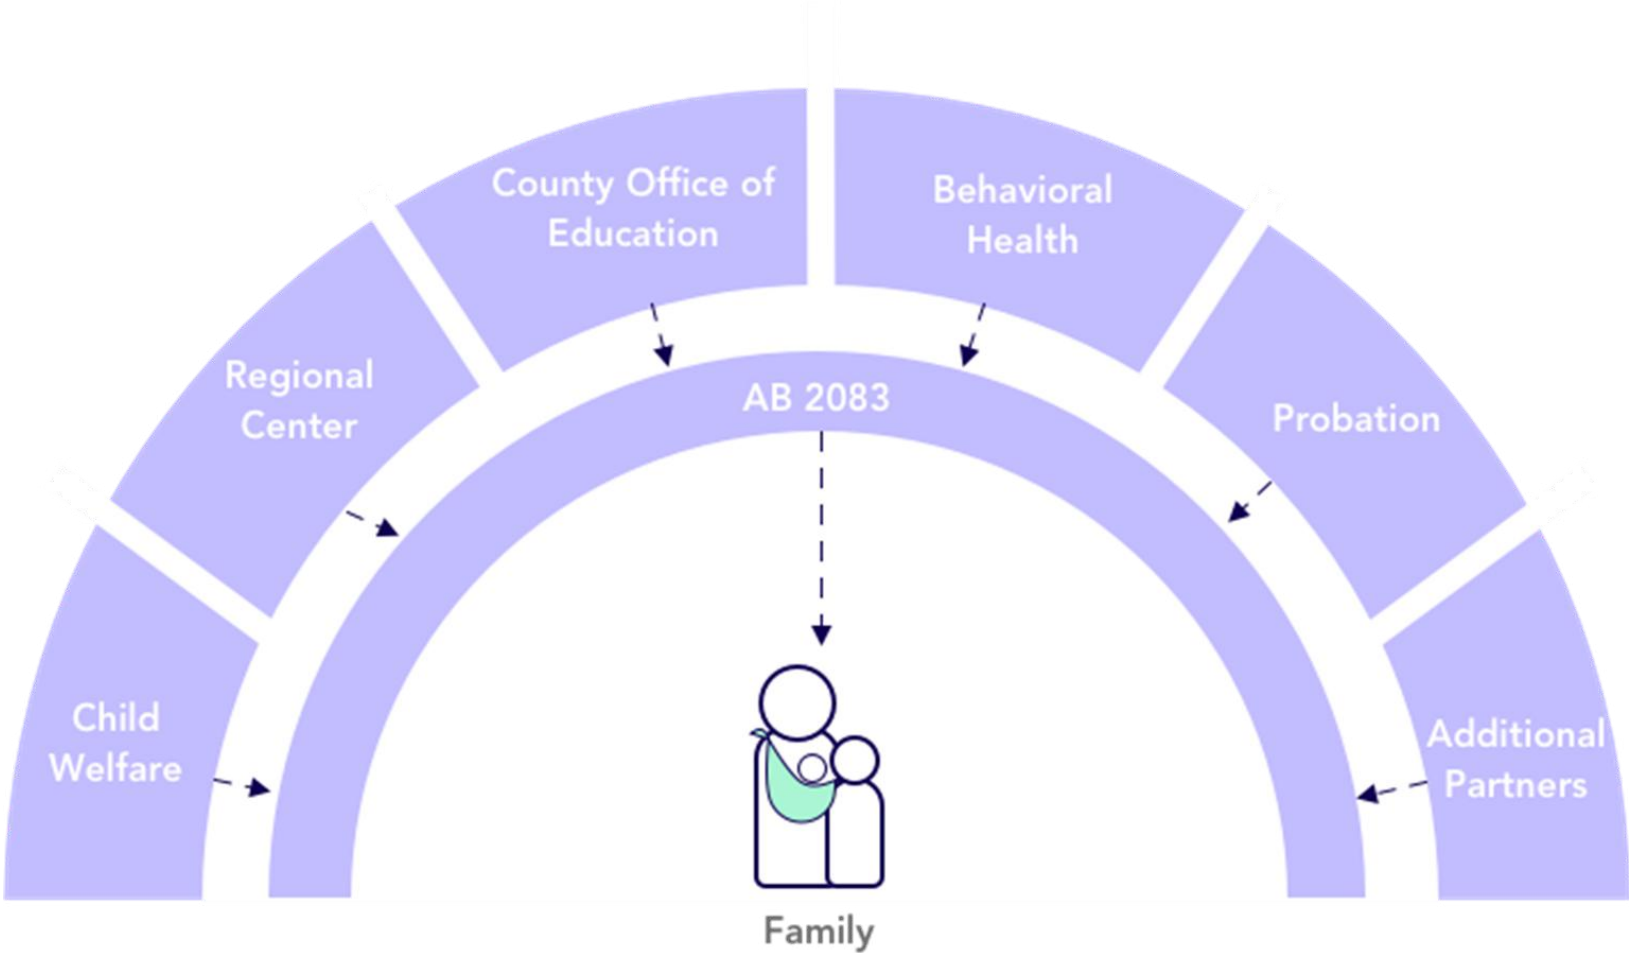 County Office of
Education
Behavioral
Health
Regional
Center
AB 2083
Probation
Child
Welfare
Additional
Partners
Family